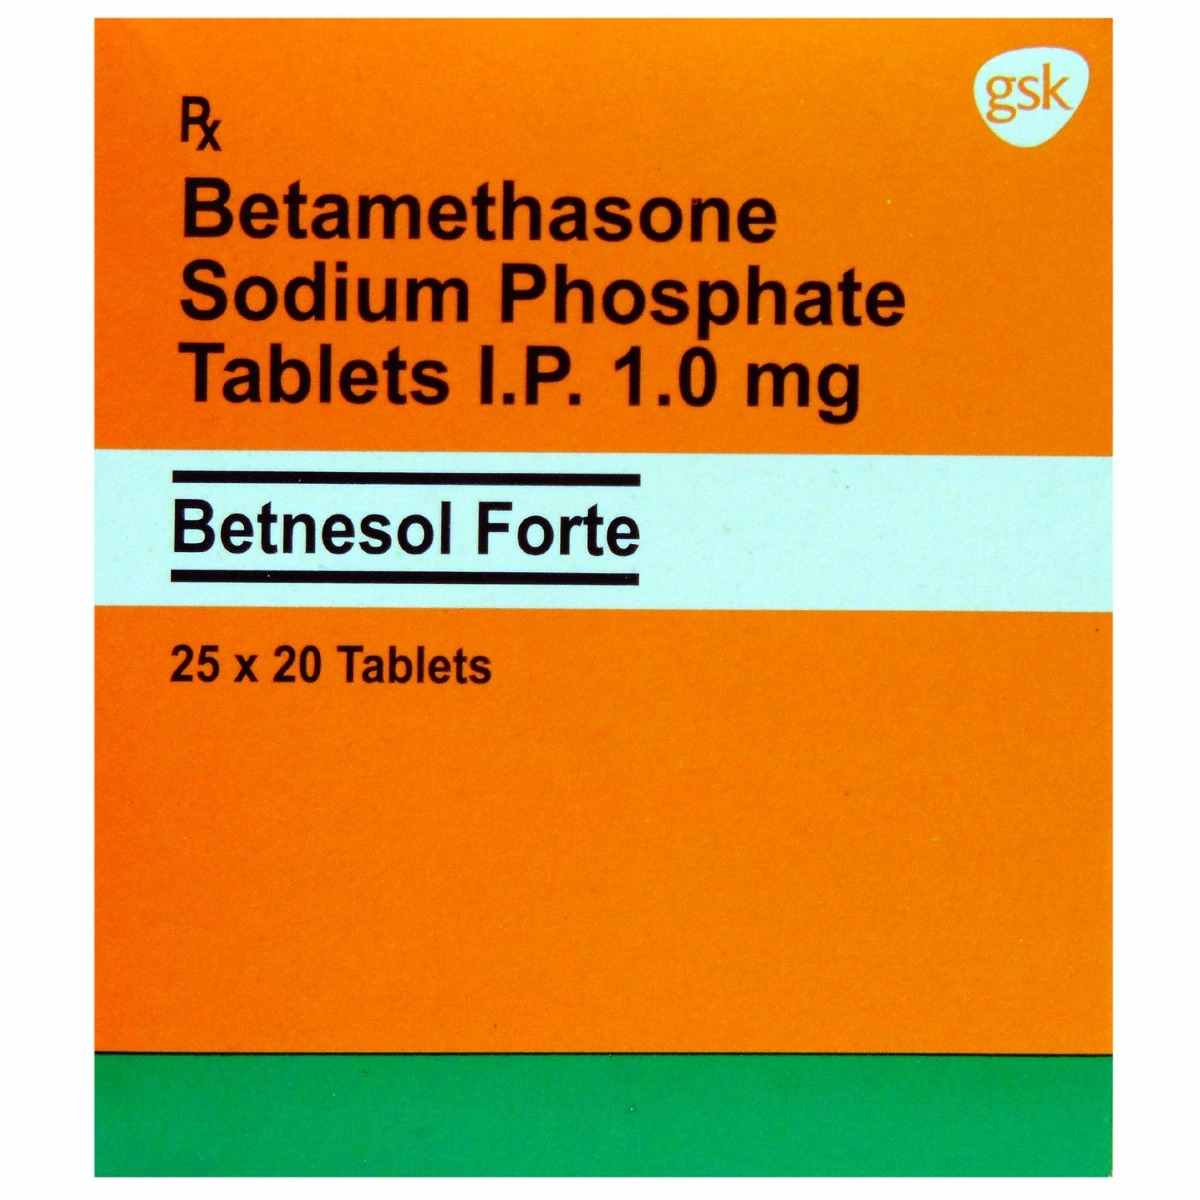 gsk
Rx
Betamethasone
Sodium Phosphate
Tablets I.P. 1.0 mg
Betnesol Forte
25 x 20 Tablets